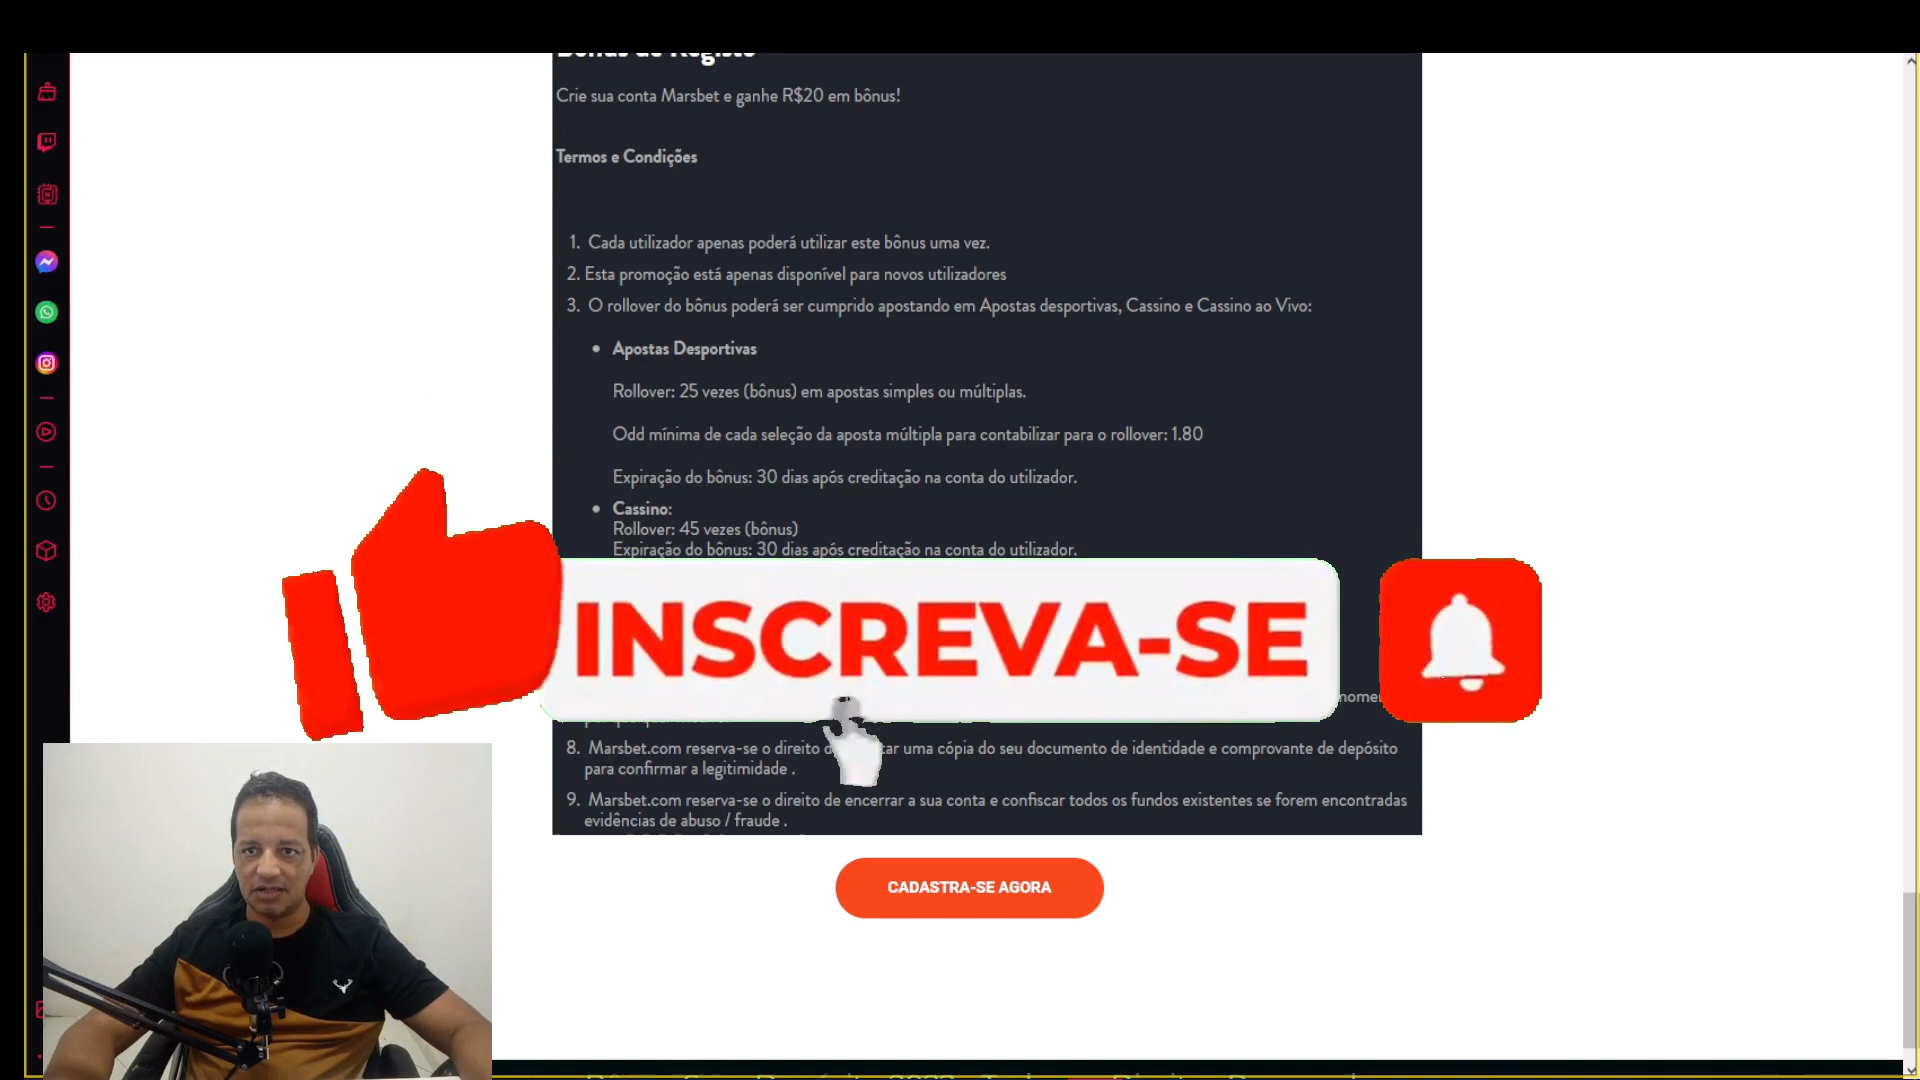 Bônus de Registo
Crie sua conta Marsbet e ganhe R$20 em bônus!
Termos e Condições
1. Cada utilizador apenas poderá utilizar este bônus uma vez.
2. Esta promoção está apenas disponível para novos utilizadores
3. O rollover do bônus poderá ser cumprido apostando em Apostas desportivas, Cassino e Cassino ao Vivo:
• Apostas Desportivas
Rollover: 25 vezes (bônus) em apostas simples ou múltiplas.
Odd mínima de cada seleção da aposta múltipla para contabilizar para o rollover: 1.80
Expiração do bônus: 30 dias após creditação na conta do utilizador.
• Cassino:
Rollover: 45 vezes (bônus)
Expiração do bônus: 30 dias após creditação na conta do utilizador.
INSCREVA-SE
8. Marsbet.com reserva-se o direito uma cópia do seu documento de identidade e comprovante de depósito
para confirmar a legitimidade .
9. Marsbet.com reserva-se o direito de encerrar a sua conta e confiscar todos os fundos existentes se forem encontradas
evidências de abuso / fraude .
CADASTRA-SE AGORA